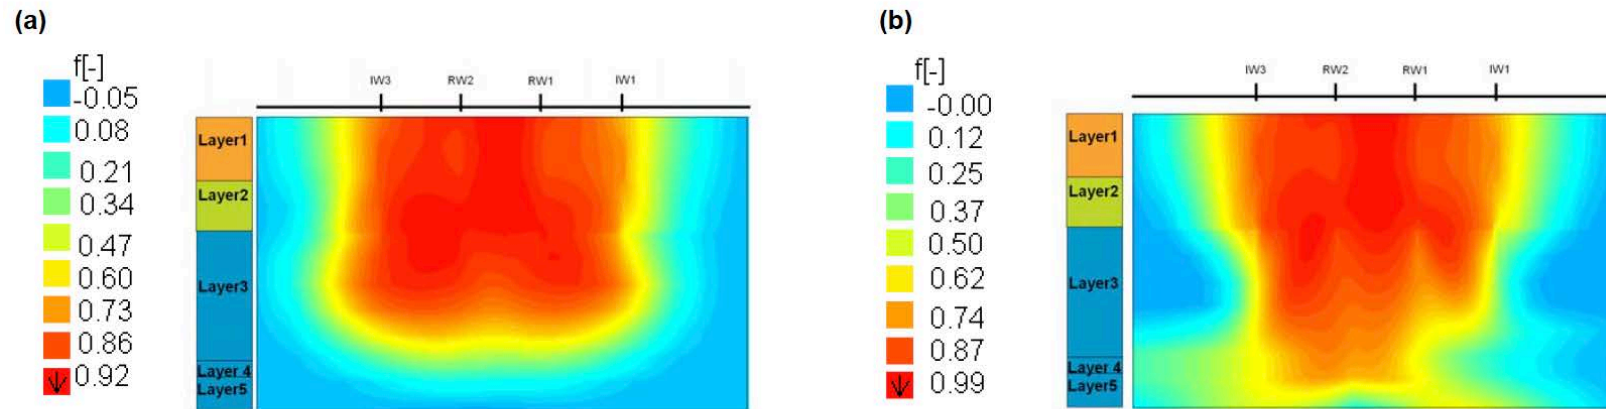 (a)
f[-]
-0.05
0.08
0.21
0.34
0.47
0.60
0.73
0.86
0.92
IW3 RW2 RW1 IW1
Layer1
Layer2
Layer3
Layer 4
Layer5
(b)
f[-]
-0.00
0.12
0.25
0.37
0.50
0.62
0.74
0.87
0.99
IW3 RW2 RW1 IW1
Layer1
Layer2
Layer3
Layer 4
Layer5